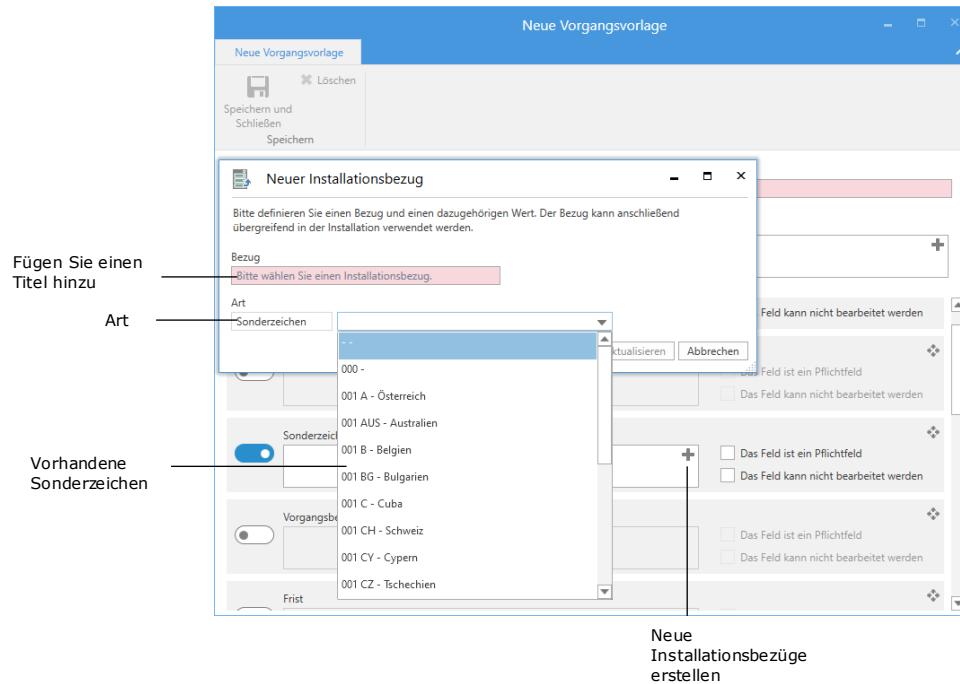 Neue Vorgangsvorlage
Neue Vorgangsvorlage
Löschen
Speichern und
Schließen
Speichern
Neuer Installationsbezug
Bitte definieren Sie einen Bezug und einen dazugehörigen Wert. Der Bezug kann anschließend
übergreifend in der Installation verwendet werden.
Bezug
Fügen Sie einen
Titel hinzu
Bitte wählen Sie einen Installationsbezug.
Art
Art
Sonderzeichen
Feld kann nicht bearbeitet werden
- -
ktualisieren
Abbrechen
000 -
Das Feld ist ein Pflichtfeld
001 A - Österreich
Das Feld kann nicht bearbeitet werden
001 AUS - Australien
Sonderzeic
001 B - Belgien
Das Feld ist ein Pflichtfeld
Vorhandene
Sonderzeichen
001 BG - Bulgarien
Das Feld kann nicht bearbeitet werden
001 C - Cuba
Vorgangsbe
001 CH - Schweiz
Das Feld ist ein Pflichtfeld
001 CY - Cypern
Das Feld kann nicht bearbeitet werden
001 CZ - Tschechien
Frist
Neue
Installationsbezüge
erstellen